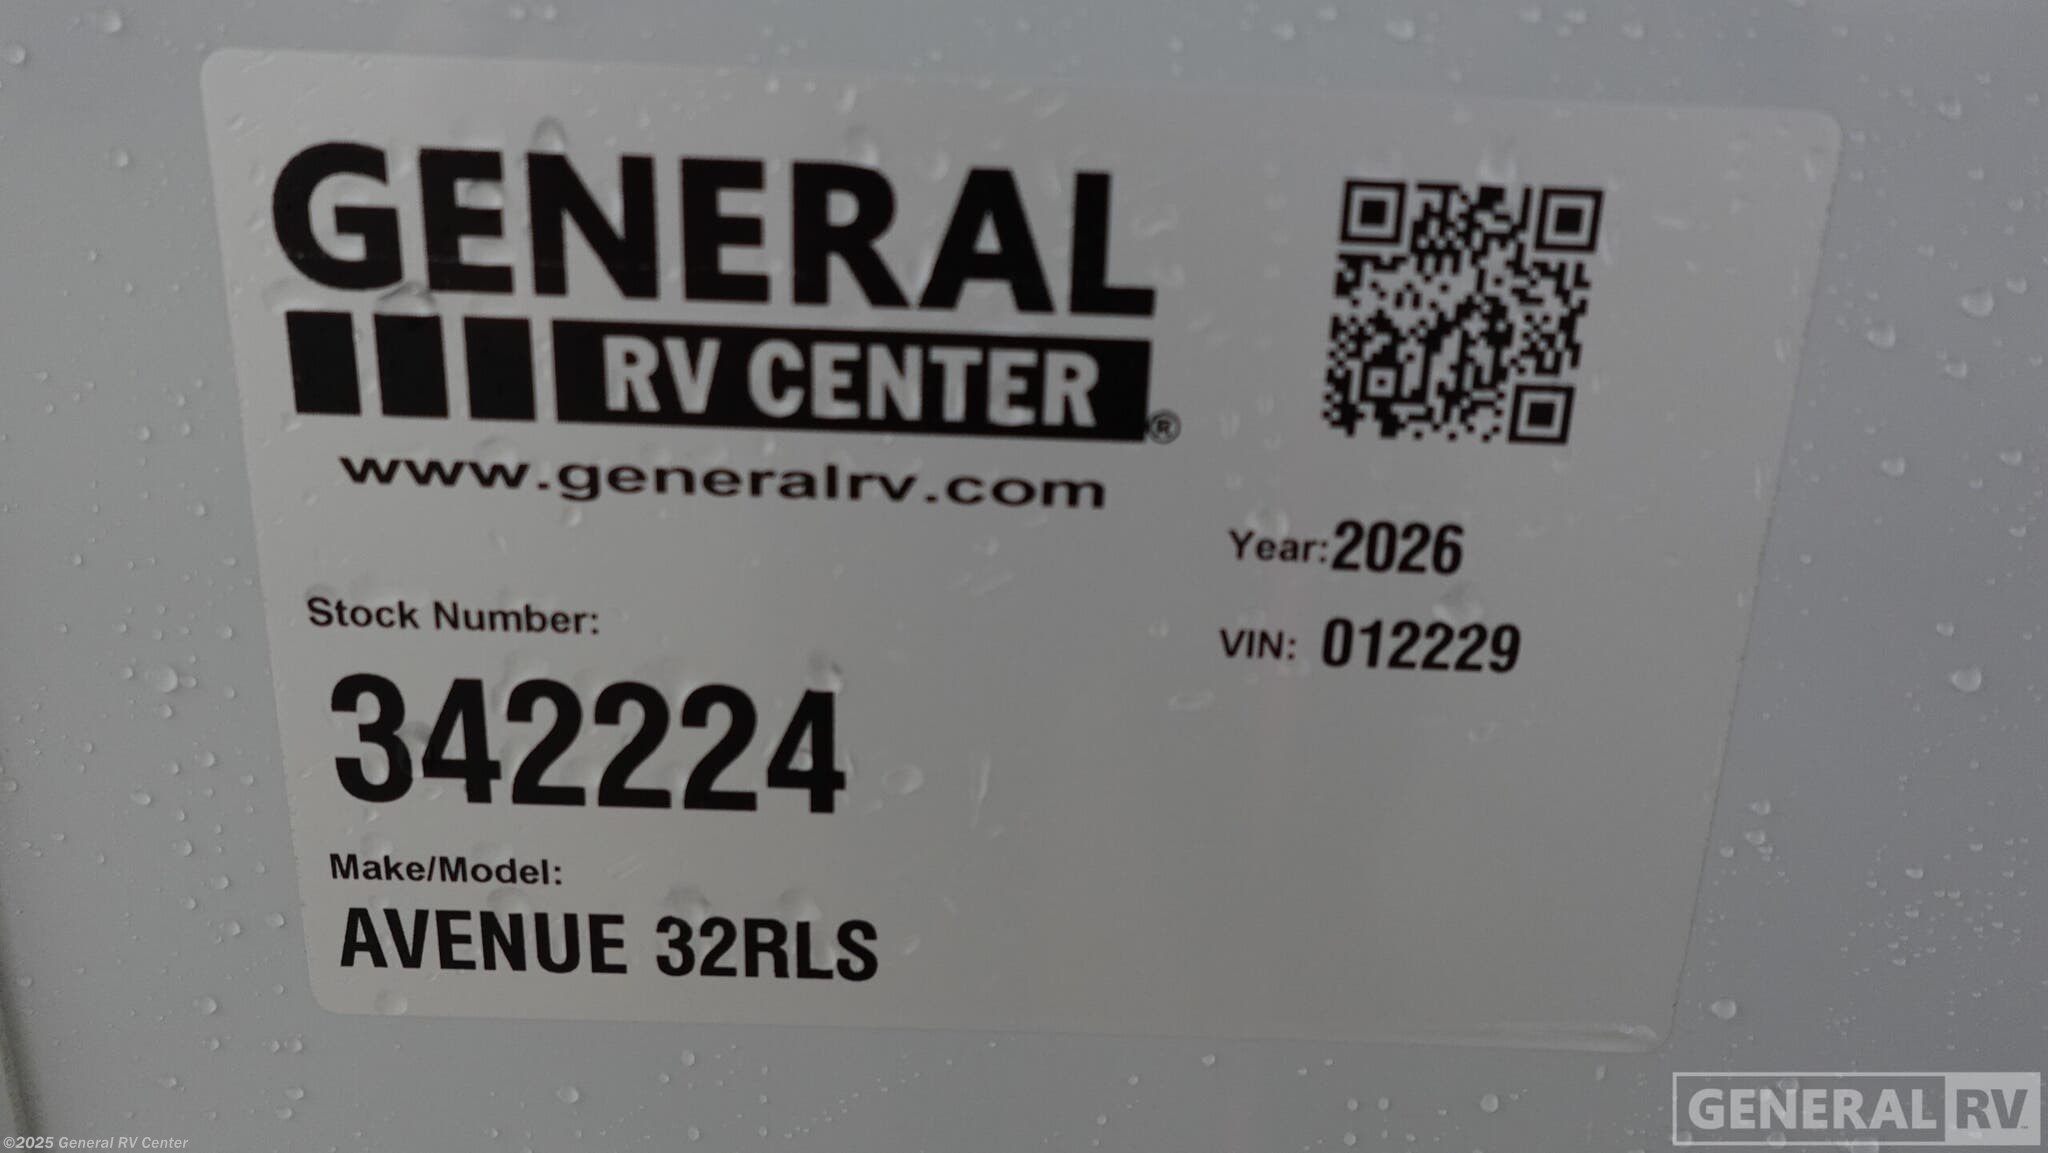 GENERAL
RV CENTER®
www.generalrv.com
Year: 2026
VIN: 012229
Stock Number:
342224
Make/Model:
AVENUE 32RLS
GENERAL RV™
©2025 General RV Center